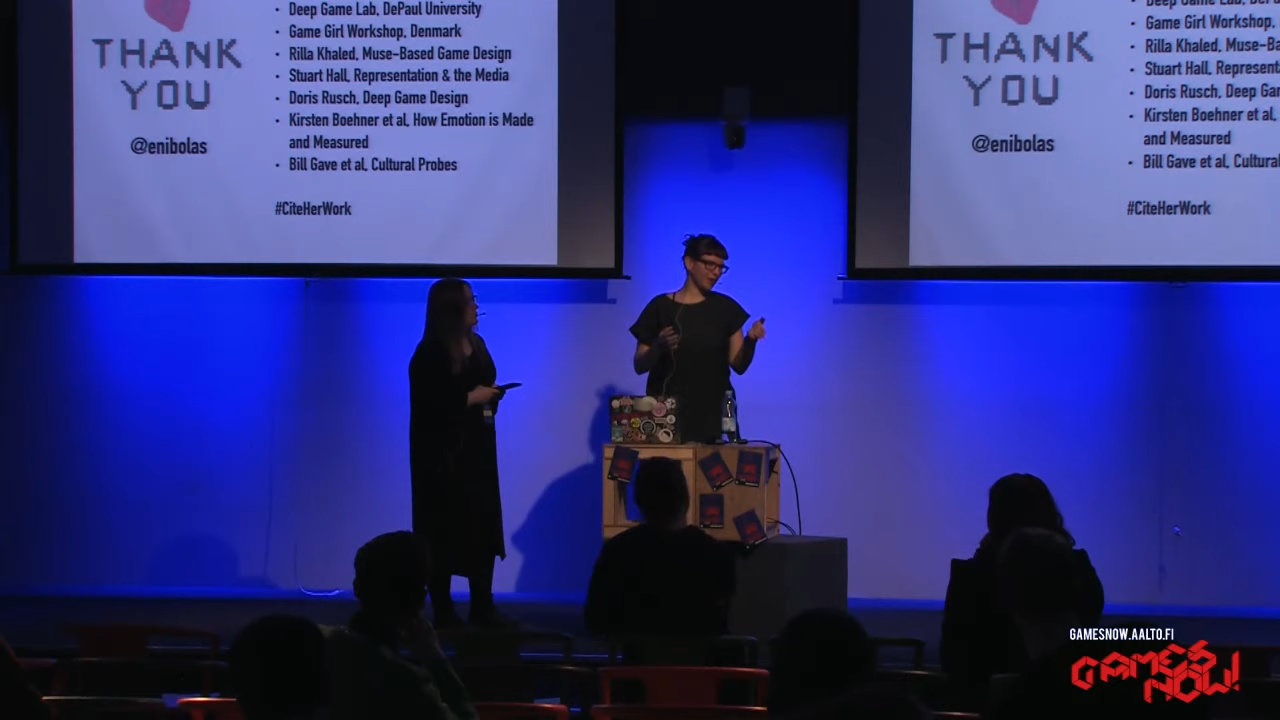 THANK
YOU
@enibolas
• Deep Game Lab, DePaul University
• Game Girl Workshop, Denmark
• Rilla Khaled, Muse-Based Game Design
• Stuart Hall, Representation & the Media
• Doris Rusch, Deep Game Design
• Kirsten Boehner et al, How Emotion is Made
and Measured
• Bill Gave et al, Cultural Probes
#CiteHerWork
THANK
YOU
@enibolas
• Deep Game Lab, DePaul
• Game Girl Workshop,
• Rilla Khaled, Muse-Ba
• Stuart Hall, Represent
• Doris Rusch, Deep Gar
• Kirsten Boehner et al,
and Measured
• Bill Gave et al, Cultural
#CiteHerWork
GAMESNOW.AALTO.FI
GAMES
NOW!